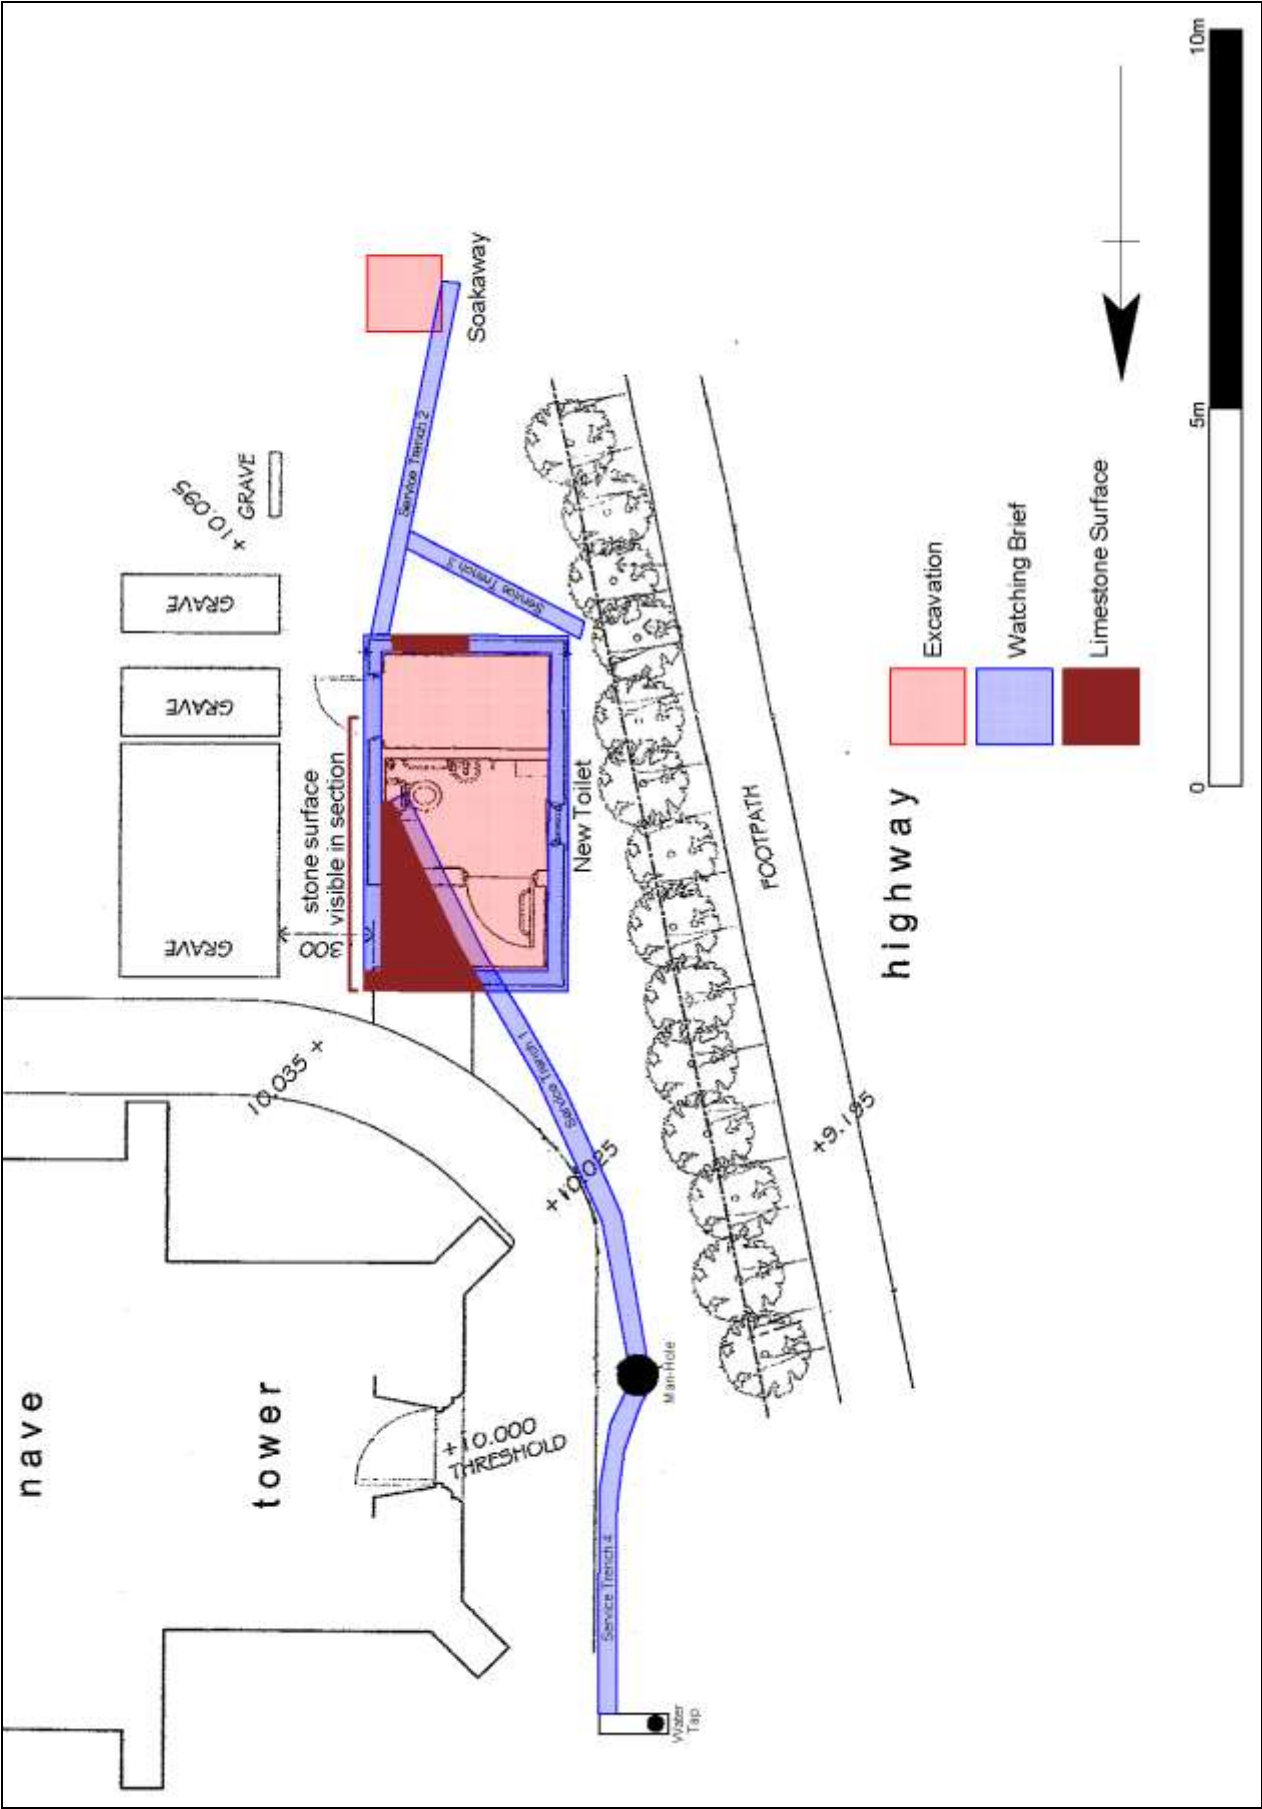 nave
tower
GRAVE
GRAVE
GRAVE
GRAVE
+ 10.095
10.035 +
+10.025
+10.000
THRESHOLD
300
stone surface
visible in section
Service Trench 2
Service Trench 3
Soakaway
New Toilet
Service Trench 1
Man-Hole
Service Trench 4
Water
Tap
FOOTPATH
+9.195
highway
Excavation
Watching Brief
Limestone Surface
0
5m
10m